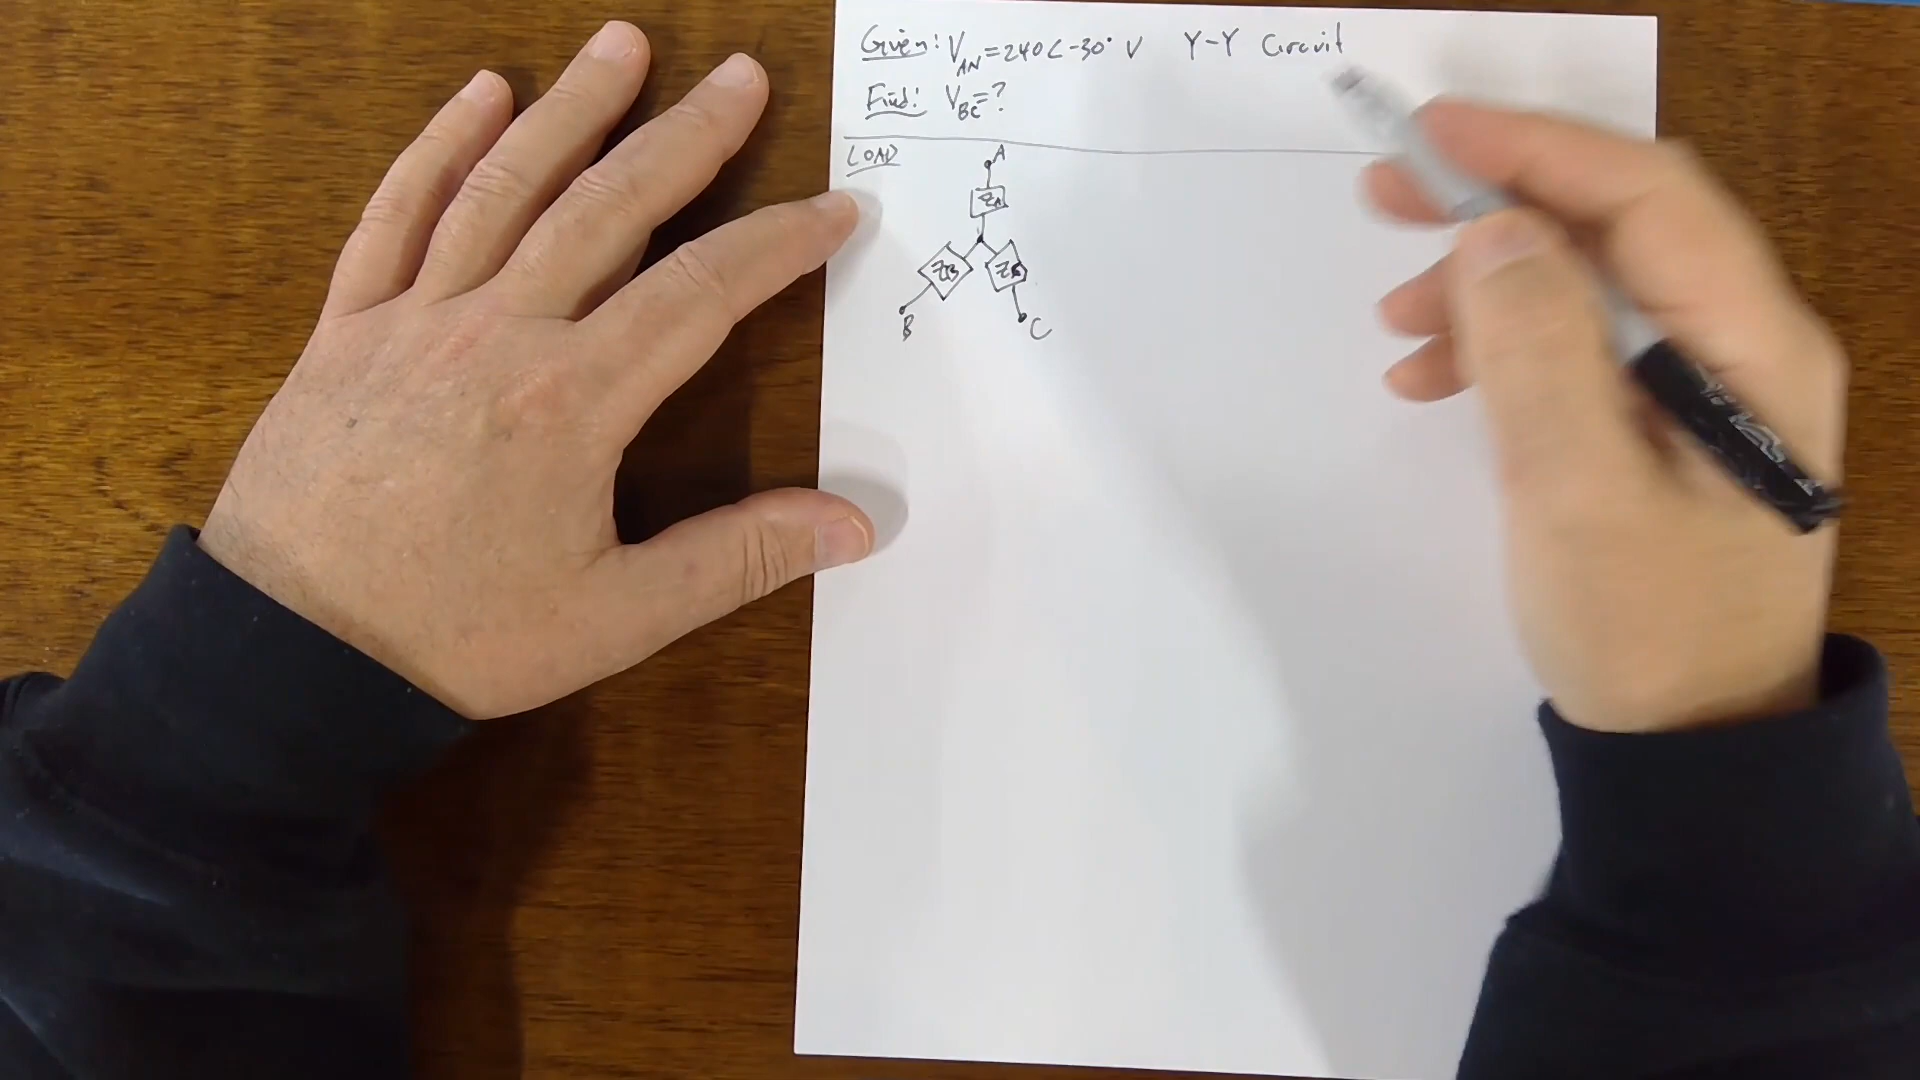 Given: V_AN = 240∠-30° V Y-Y Circuit
Find: V_BC = ?
LOAD
A
Z_A
Z_B Z_C
B C